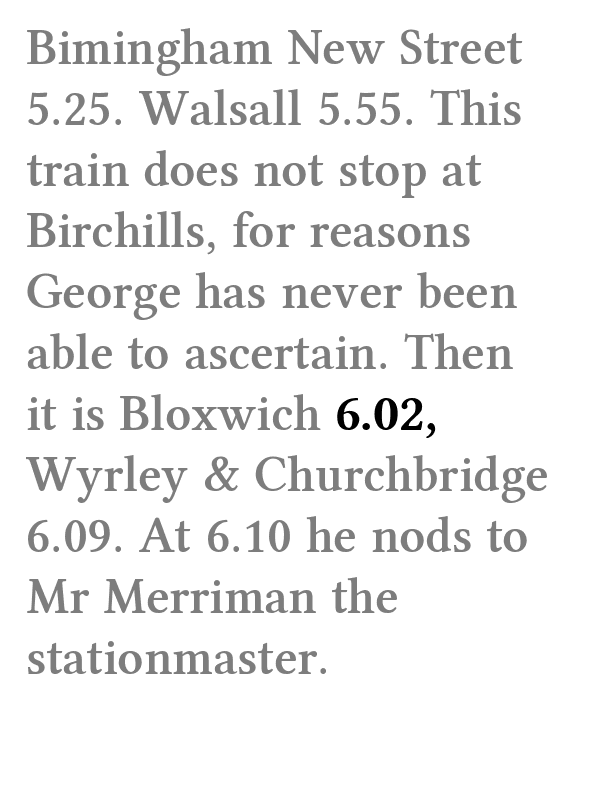 Bimingham New Street
5.25. Walsall 5.55. This
train does not stop at
Birchills, for reasons
George has never been
able to ascertain. Then
it is Bloxwich 6.02,
Wyrley & Churchbridge
6.09. At 6.10 he nods to
Mr Merriman the
stationmaster.